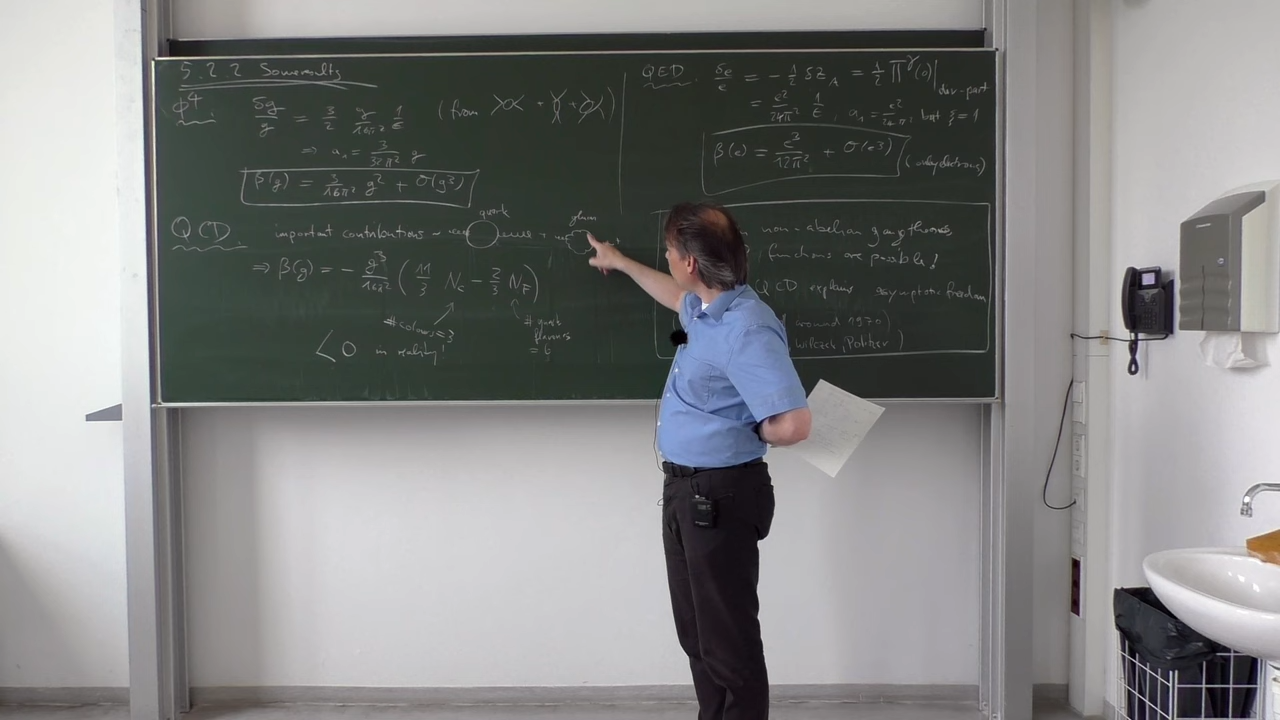 5.2.2 Some results
Φ⁴: δg/g = 3/2 g/16π² 1/ε (from + + )
⇒ a₁ = 3/32π² g
β(g) = 3/16π² g² + O(g³)
QCD: important contributions ~ quark + gluon +
⇒ β(g) = - g³/16π² (11/3 N_c - 2/3 N_F)
# colours = 3
# quark flavours = 6
< 0 in reality!
QED: δe/e = - 1/2 δZ_A = 1/2 Π^γ(0)|div-part
= e²/24π² 1/ε, a₁ = e²/24π², ξ = 1
β(e) = e³/12π² + O(e³) (only electrons)
non-abelian gauge theories
functions are possible!
QCD explains asymptotic freedom
around 1970)
, Wilczek, Politzer)